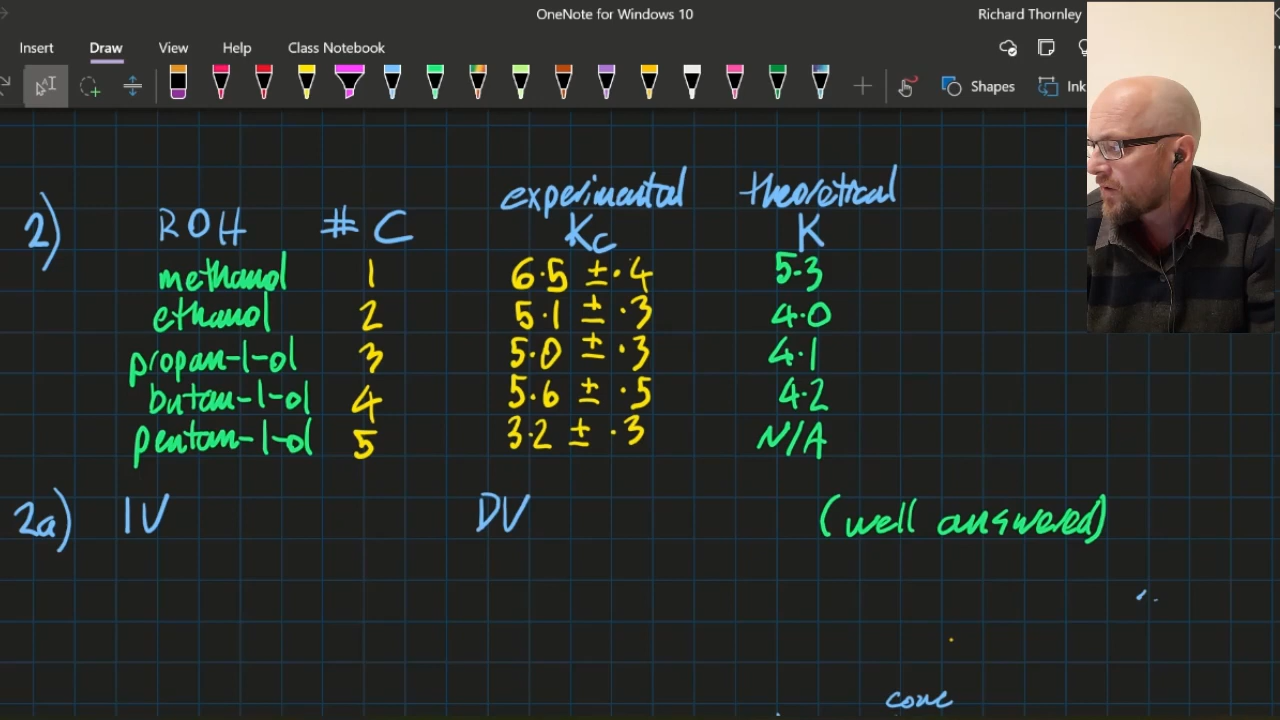 OneNote for Windows 10
Richard Thornley
Insert Draw View Help Class Notebook
Shapes Ink
experimental theoretical
2) ROH # C Kc K
methanol 1 6.5 ± .4 5.3
ethanol 2 5.1 ± .3 4.0
propan-1-ol 3 5.0 ± .3 4.1
butan-1-ol 4 5.6 ± .5 4.2
pentan-1-ol 5 3.2 ± .3 N/A
2a) IV DV (well answered)
conc